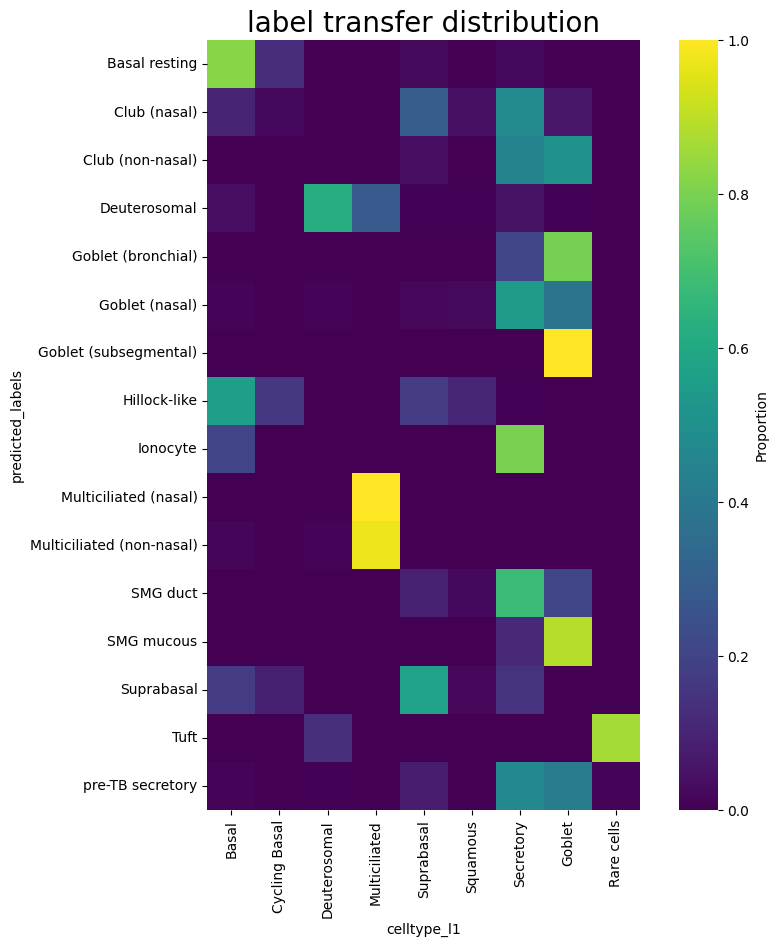 label transfer distribution
predicted_labels
Basal resting
Club (nasal)
Club (non-nasal)
Deuterosomal
Goblet (bronchial)
Goblet (nasal)
Goblet (subsegmental)
Hillock-like
Ionocyte
Multiciliated (nasal)
Multiciliated (non-nasal)
SMG duct
SMG mucous
Suprabasal
Tuft
pre-TB secretory
Basal
Cycling Basal
Deuterosomal
Multiciliated
Suprabasal
Squamous
Secretory
Goblet
Rare cells
celltype_l1
1.0
0.8
0.6
0.4
0.2
0.0
Proportion